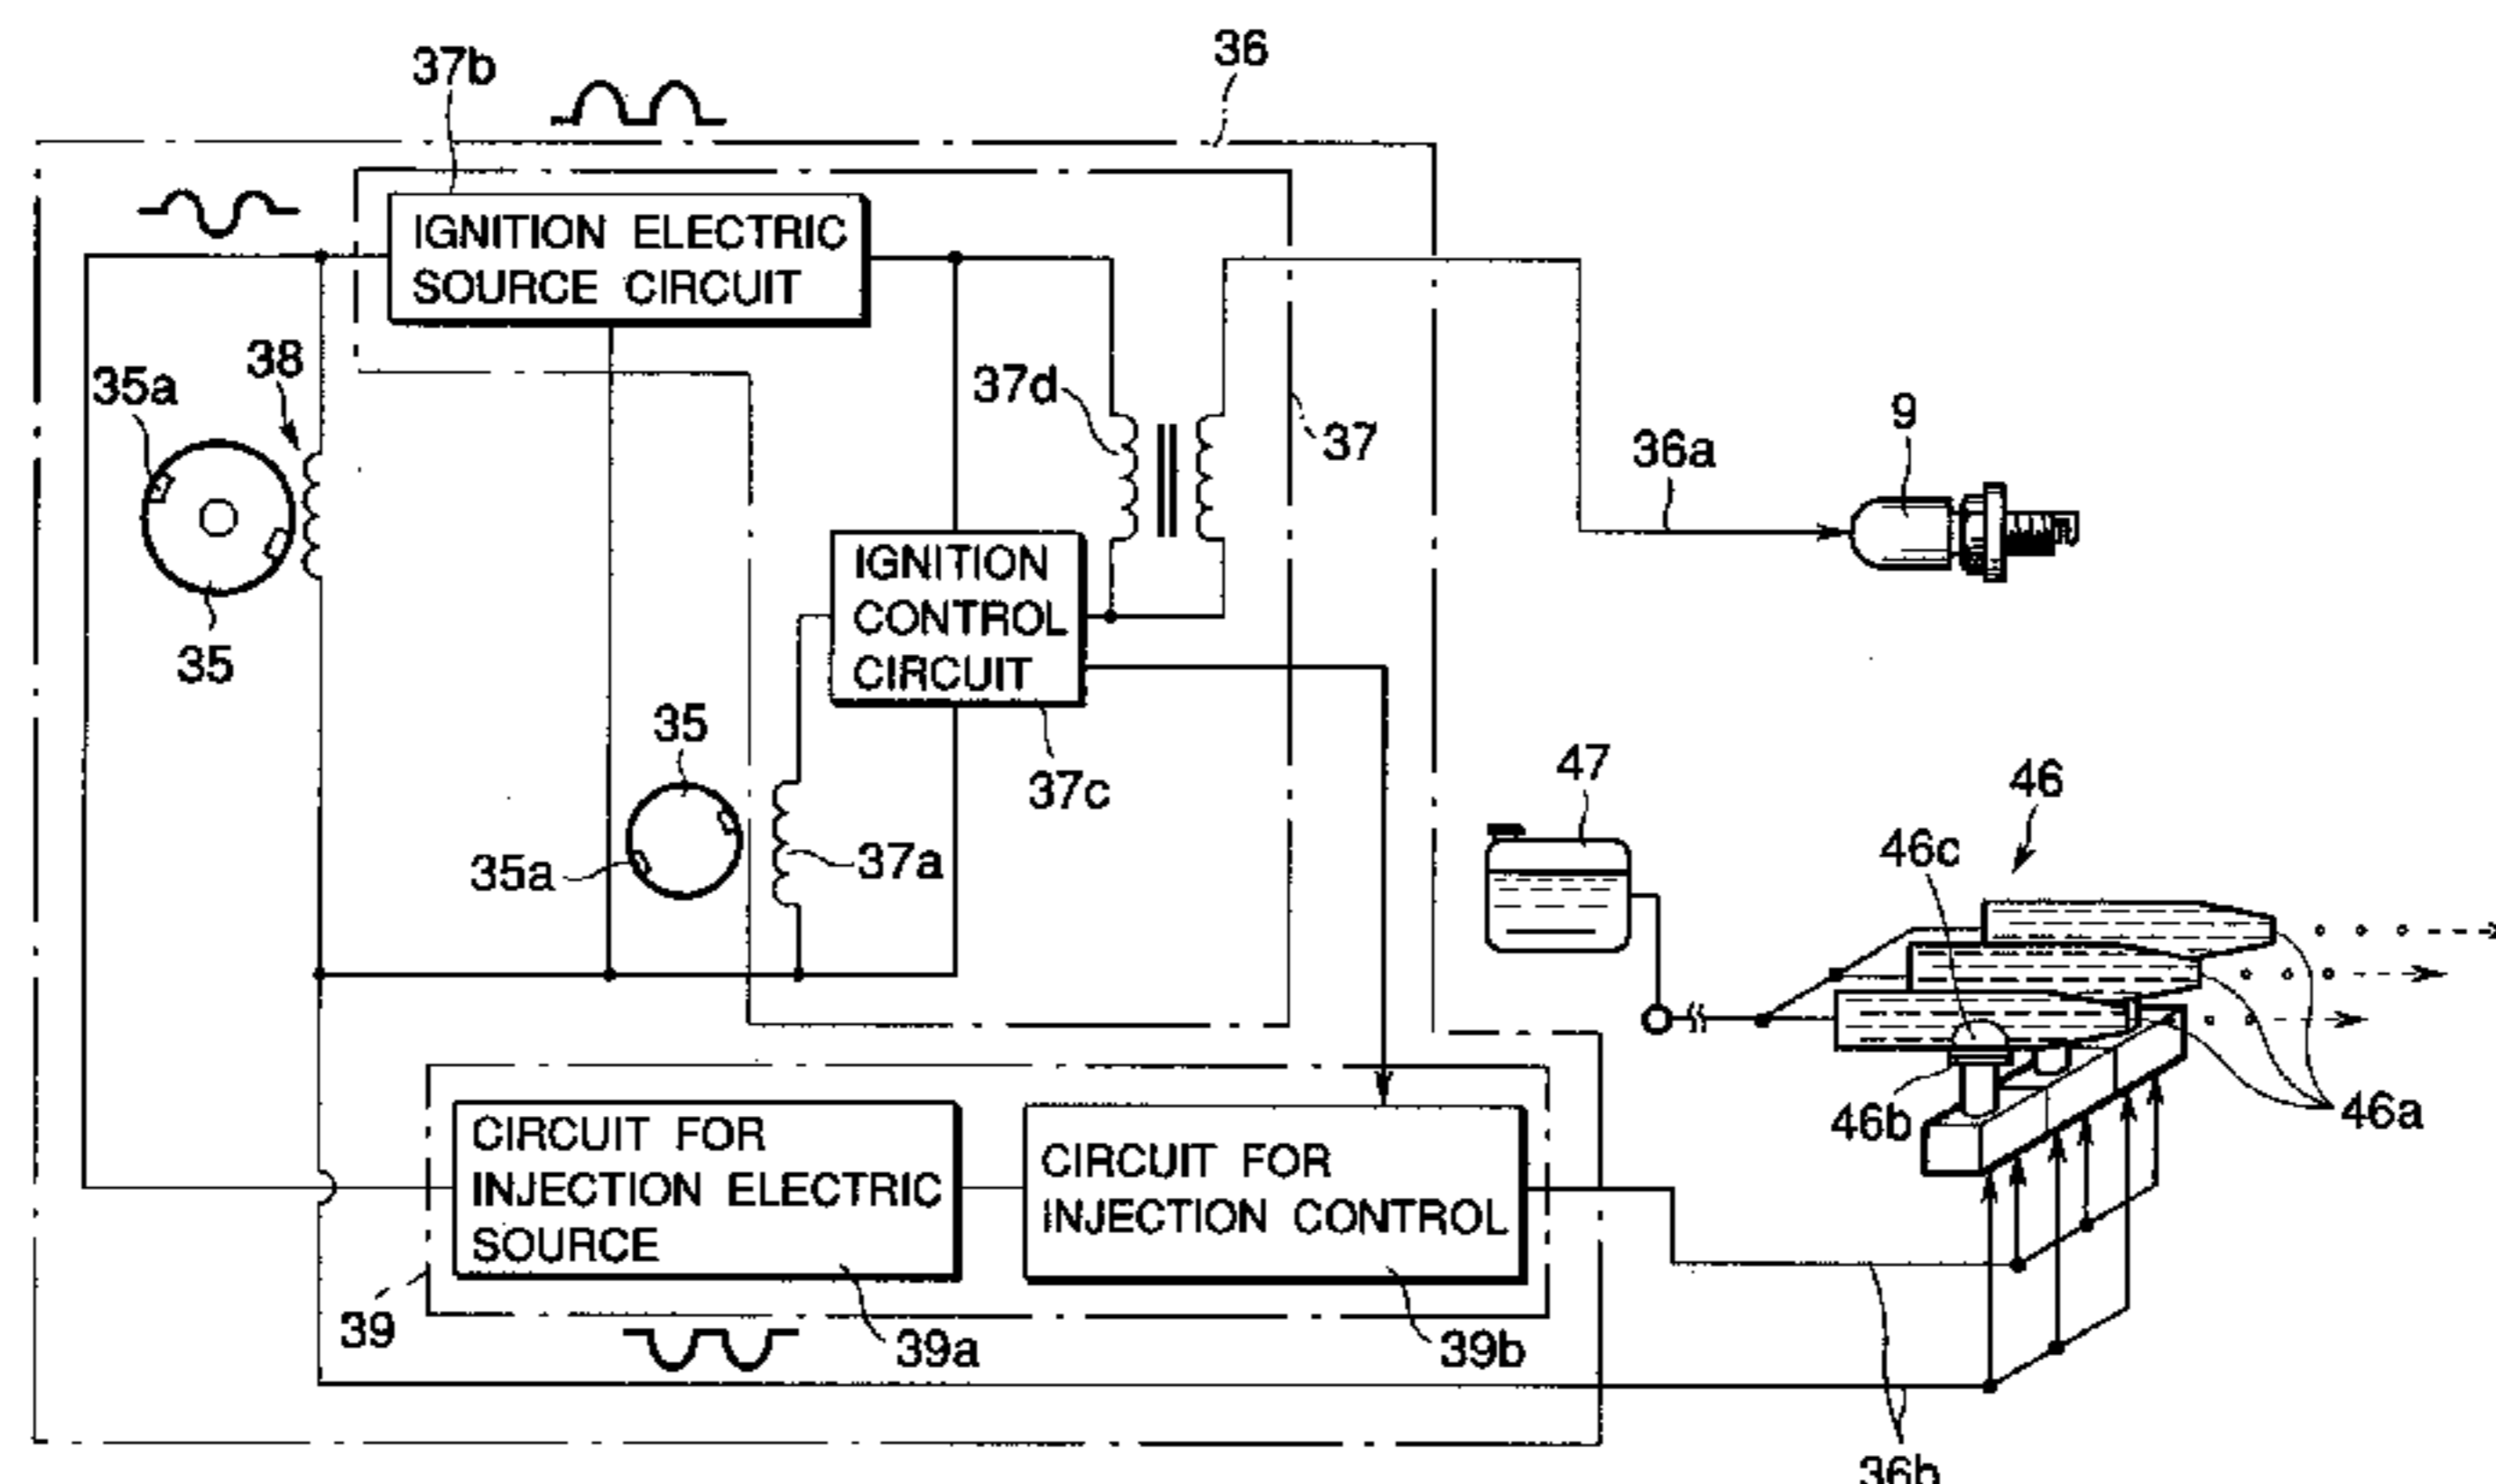 37b
36
IGNITION ELECTRIC
SOURCE CIRCUIT
38
35a
37d
9
37
36a
IGNITION
CONTROL
CIRCUIT
35
35
47
37c
46
46c
35a
37a
46b
46a
CIRCUIT FOR
INJECTION ELECTRIC
SOURCE
CIRCUIT FOR
INJECTION CONTROL
39
39a
39b
36b